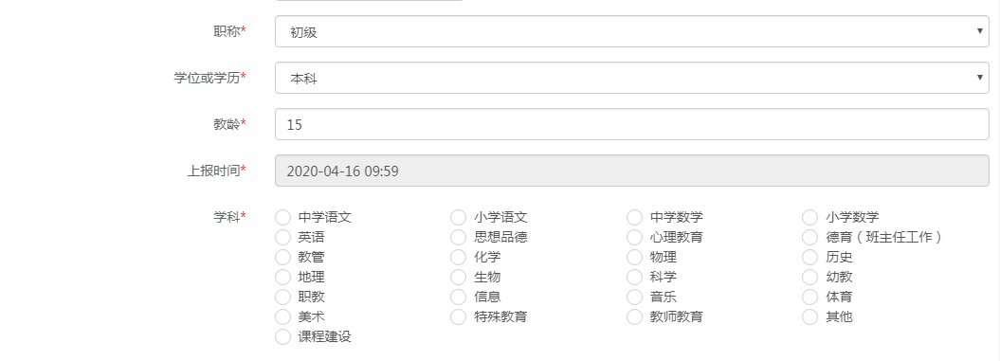 职称* 初级
学位或学历* 本科
教龄* 15
上报时间* 2020-04-16 09:59
学科* 中学语文 小学语文 中学数学 小学数学
英语 思想品德 心理教育 德育（班主任工作）
教管 化学 物理 历史
地理 生物 科学 幼教
职教 信息 音乐 体育
美术 特殊教育 教师教育 其他
课程建设